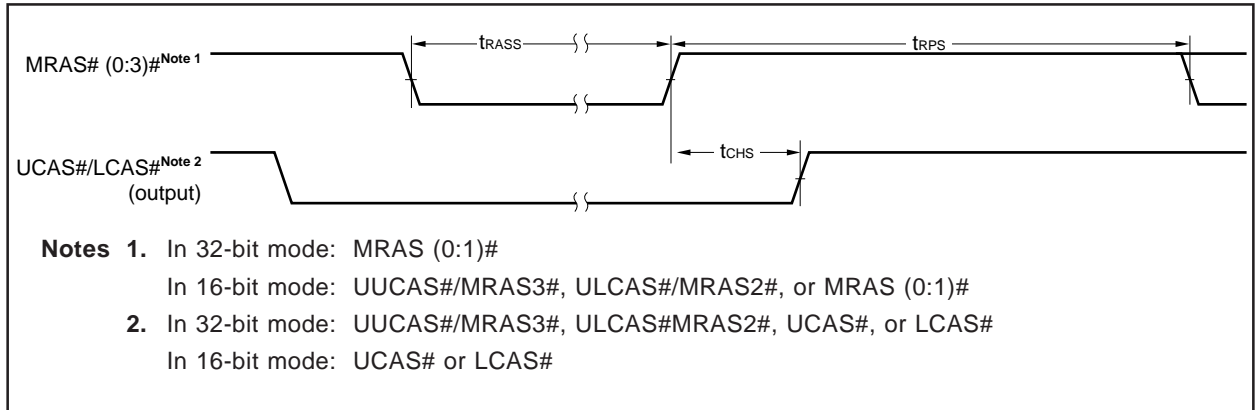 tRASS
tRPS
MRAS# (0:3)#Note 1
tCHS
UCAS#/LCAS#Note 2
(output)
Notes 1. In 32-bit mode: MRAS (0:1)#
In 16-bit mode: UUCAS#/MRAS3#, ULCAS#/MRAS2#, or MRAS (0:1)#
2. In 32-bit mode: UUCAS#/MRAS3#, ULCAS#MRAS2#, UCAS#, or LCAS#
In 16-bit mode: UCAS# or LCAS#